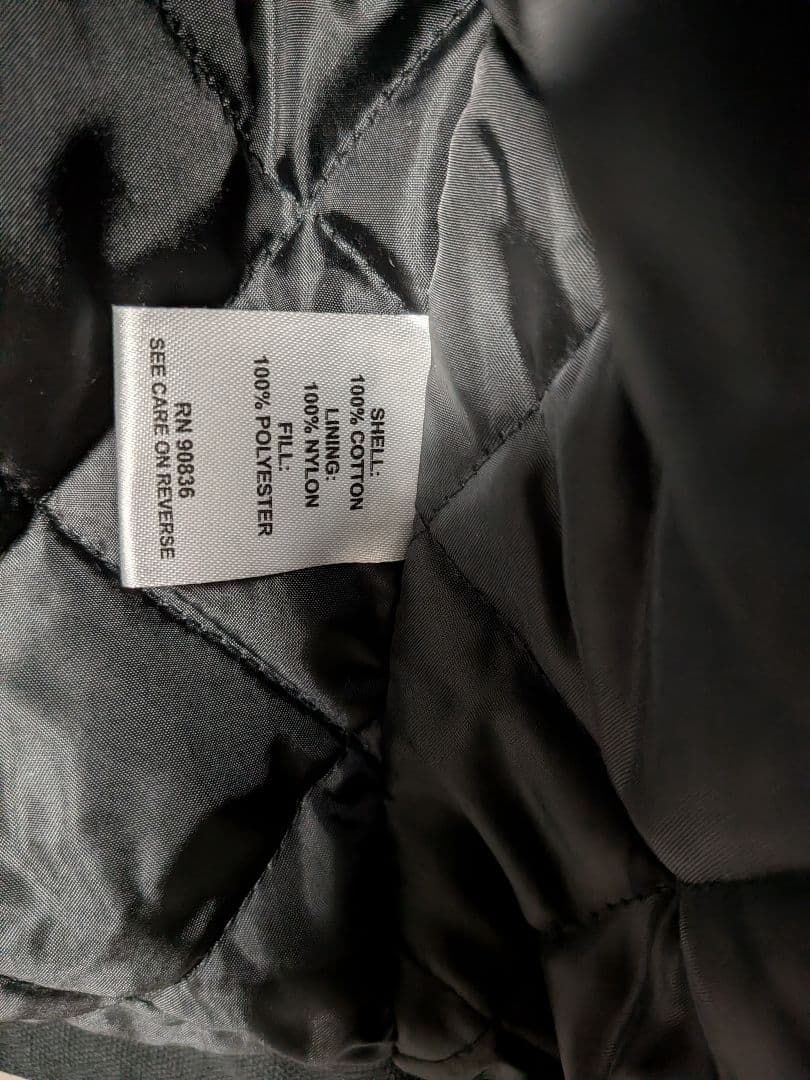 SHELL:
100% COTTON
LINING:
100% NYLON
FILL:
100% POLYESTER
RN 90836
SEE CARE ON REVERSE